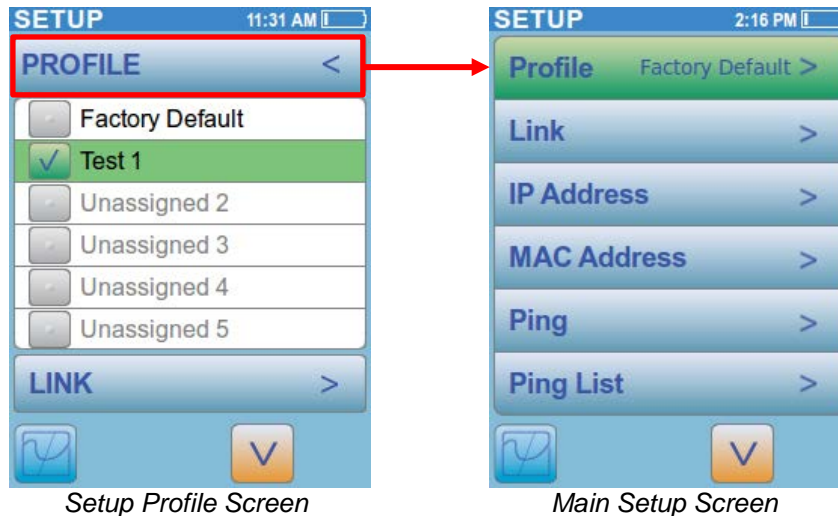 SETUP 11:31 AM
PROFILE <
Factory Default
Test 1
Unassigned 2
Unassigned 3
Unassigned 4
Unassigned 5
LINK >
Setup Profile Screen
SETUP 2:16 PM
Profile Factory Default >
Link >
IP Address >
MAC Address >
Ping >
Ping List >
Main Setup Screen